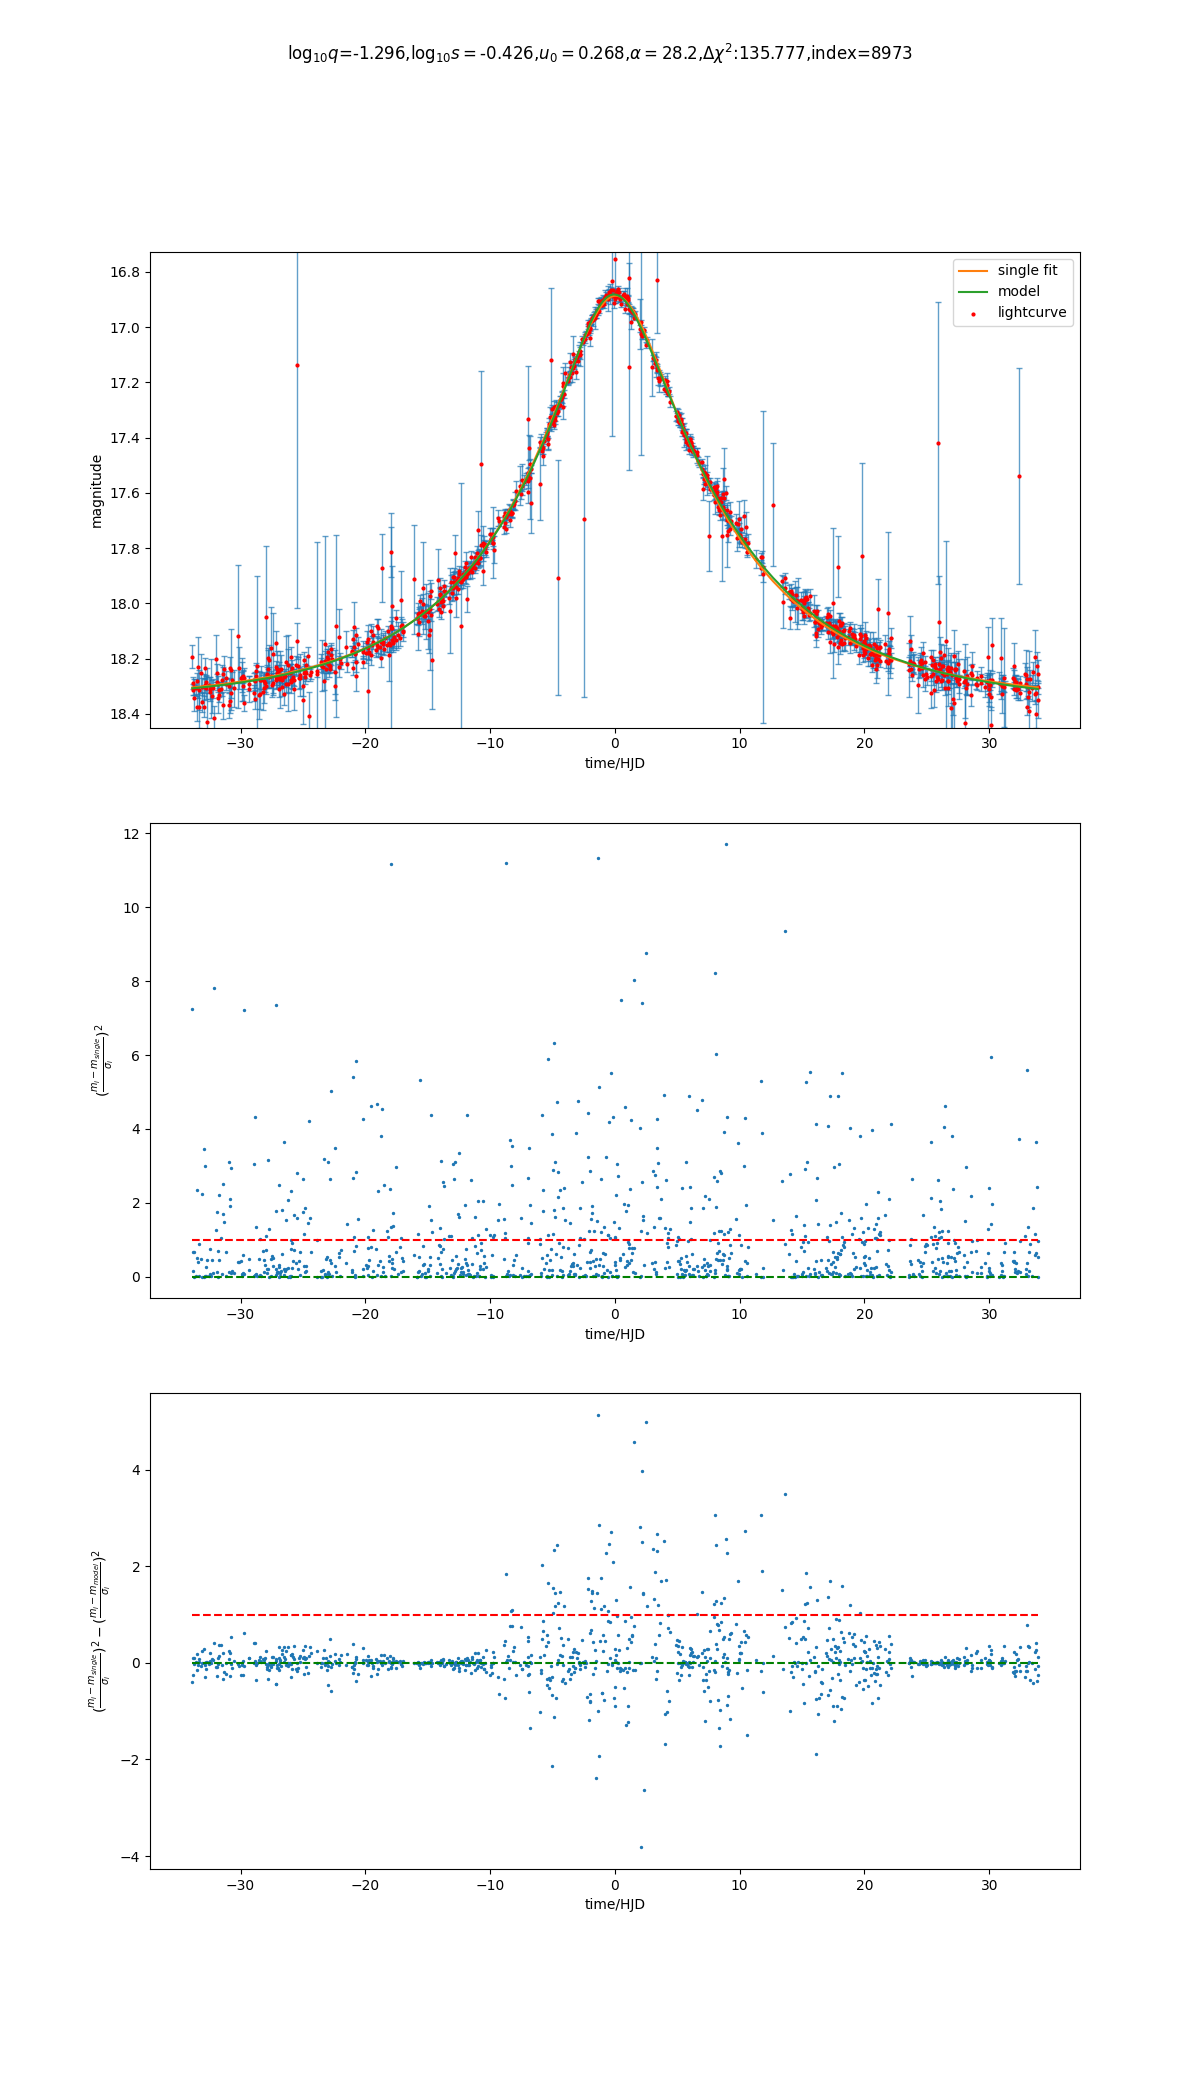 log₁₀q=-1.296,log₁₀s = -0.426,u₀ = 0.268,α = 28.2,Δχ²:135.777,index=8973
single fit
model
lightcurve
magnitude
16.8
17.0
17.2
17.4
17.6
17.8
18.0
18.2
18.4
−30 −20 −10 0 10 20 30
time/HJD
((mᵢ − m_single)/σᵢ)²
12
10
8
6
4
2
0
−30 −20 −10 0 10 20 30
time/HJD
((mᵢ − m_single)/σᵢ)² − ((mᵢ − m_model)/σᵢ)²
4
2
0
−2
−4
−30 −20 −10 0 10 20 30
time/HJD